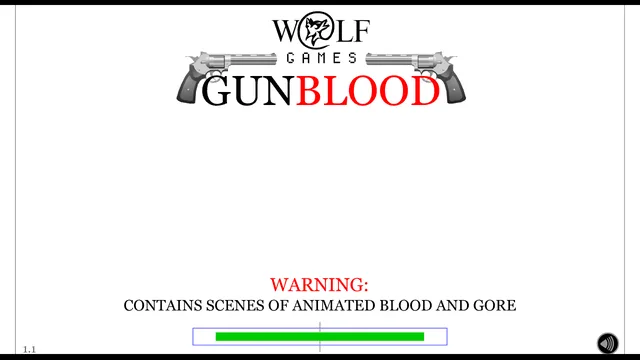 WOLF
GAMES
GUNBLOOD
WARNING:
CONTAINS SCENES OF ANIMATED BLOOD AND GORE
1.1